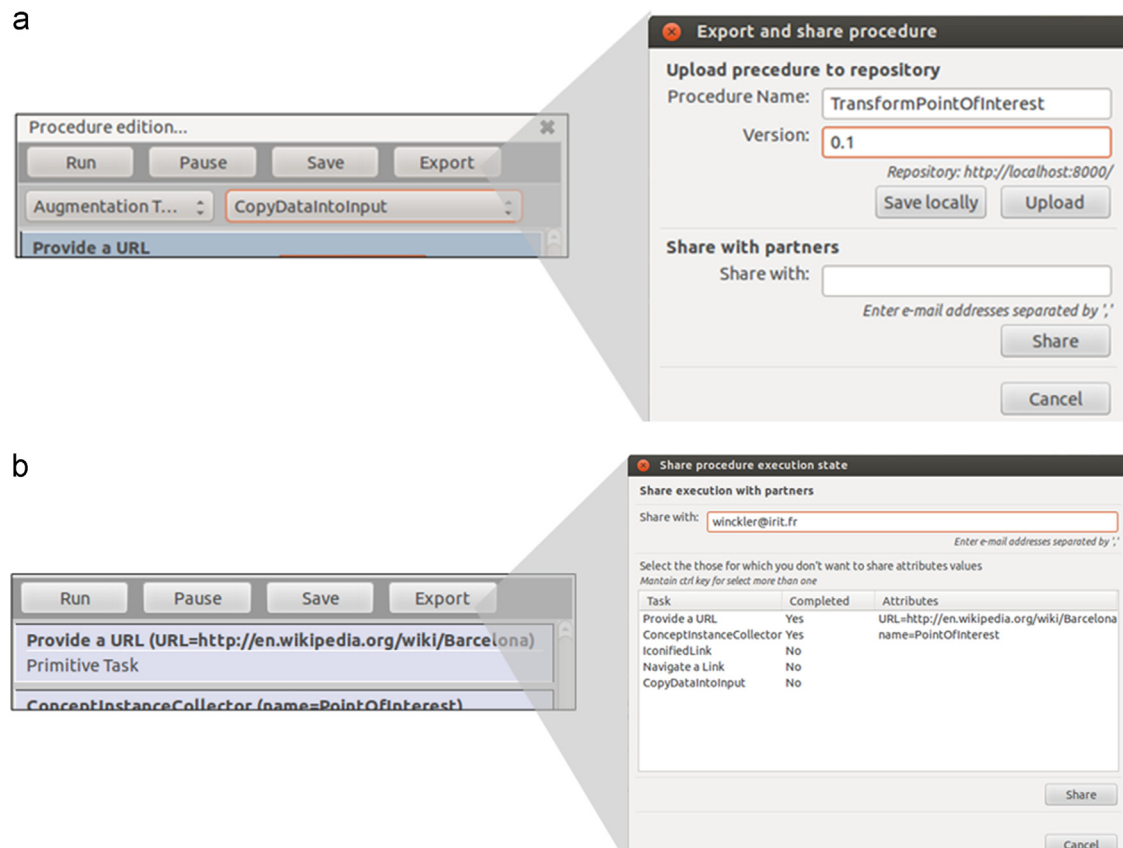 a
Procedure edition...
Run Pause Save Export
Augmentation T... CopyDataIntoInput
Provide a URL
Export and share procedure
Upload precedure to repository
Procedure Name: TransformPointOfInterest
Version: 0.1
Repository: http://localhost:8000/
Save locally Upload
Share with partners
Share with:
Enter e-mail addresses separated by ','
Share
Cancel
b
Run Pause Save Export
Provide a URL (URL=http://en.wikipedia.org/wiki/Barcelona)
Primitive Task
ConceptInstanceCollector (name=PointOfInterest)
Share procedure execution state
Share execution with partners
Share with: winckler@irit.fr
Enter e-mail addresses separated by ','
Select the those for which you don't want to share attributes values
Mantain ctrl key for select more than one
Task Completed Attributes
Provide a URL Yes URL=http://en.wikipedia.org/wiki/Barcelona
ConceptInstanceCollector Yes name=PointOfInterest
IconifiedLink No
Navigate a Link No
CopyDataIntoInput No
Share
Cancel